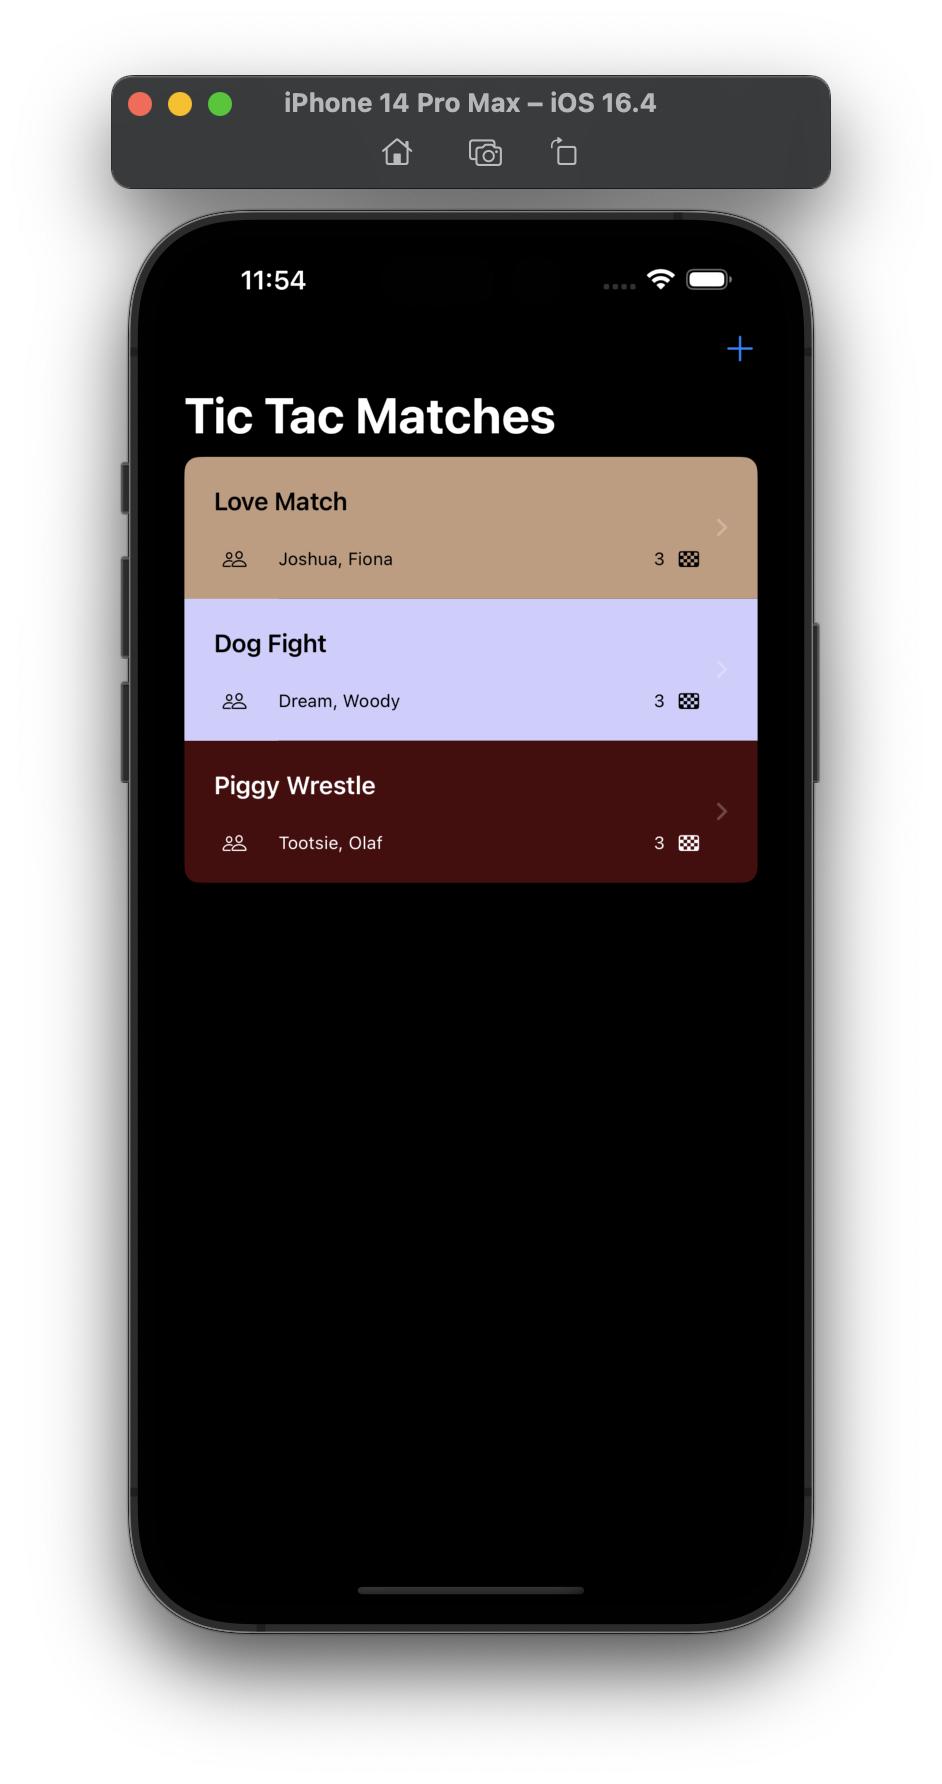 iPhone 14 Pro Max – iOS 16.4
11:54
Tic Tac Matches
Love Match
Joshua, Fiona 3
Dog Fight
Dream, Woody 3
Piggy Wrestle
Tootsie, Olaf 3